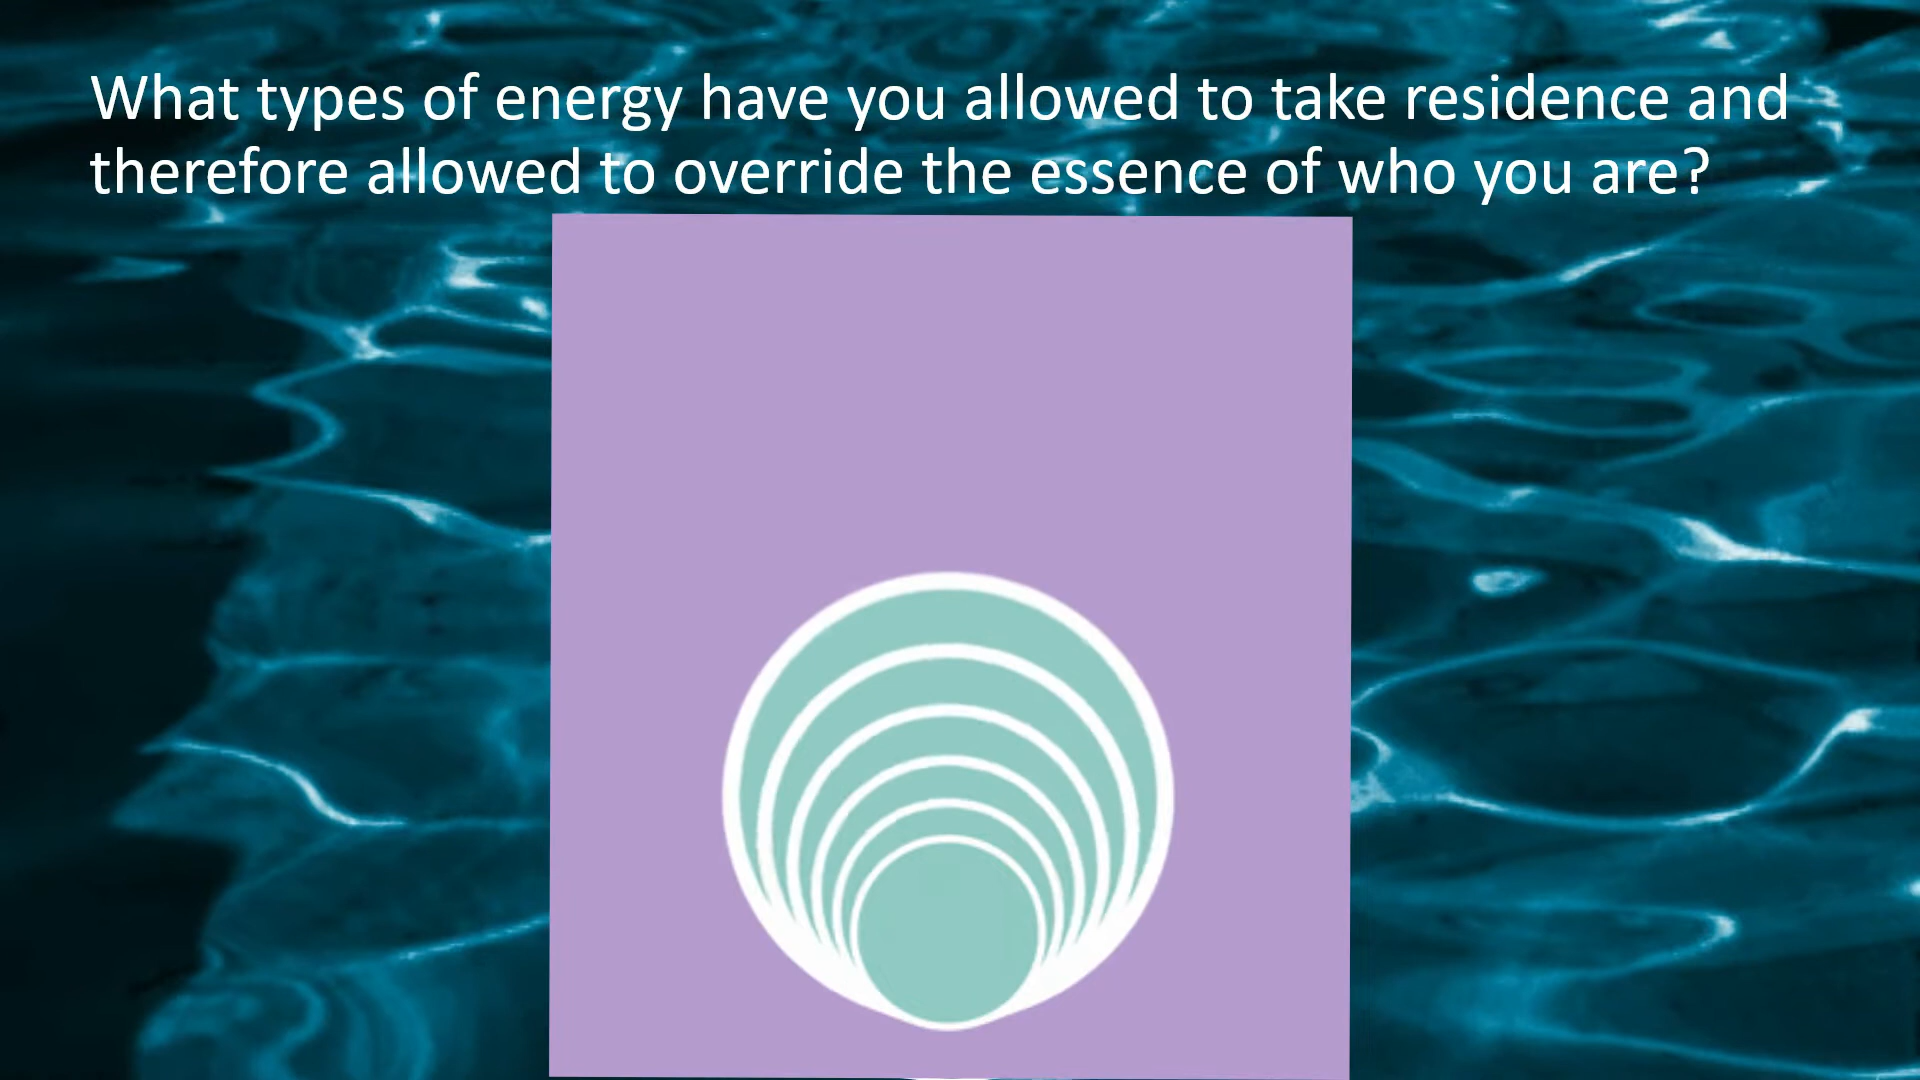 What types of energy have you allowed to take residence and
therefore allowed to override the essence of who you are?